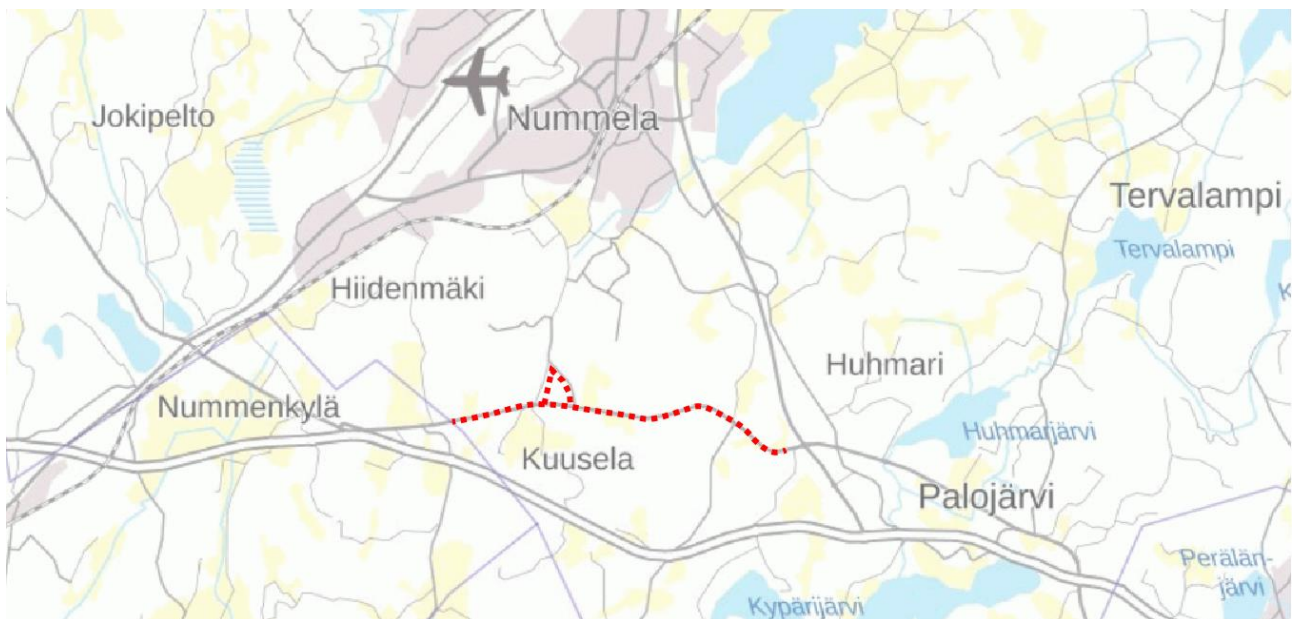 Jokipelto
Nummela
Tervalampi
Tervalampi
Hiidenmäki
Huhmari
Nummenkylä
Huhmarjärvi
Kuusela
Palojärvi
Perälän-
järvi
Kypärijärvi